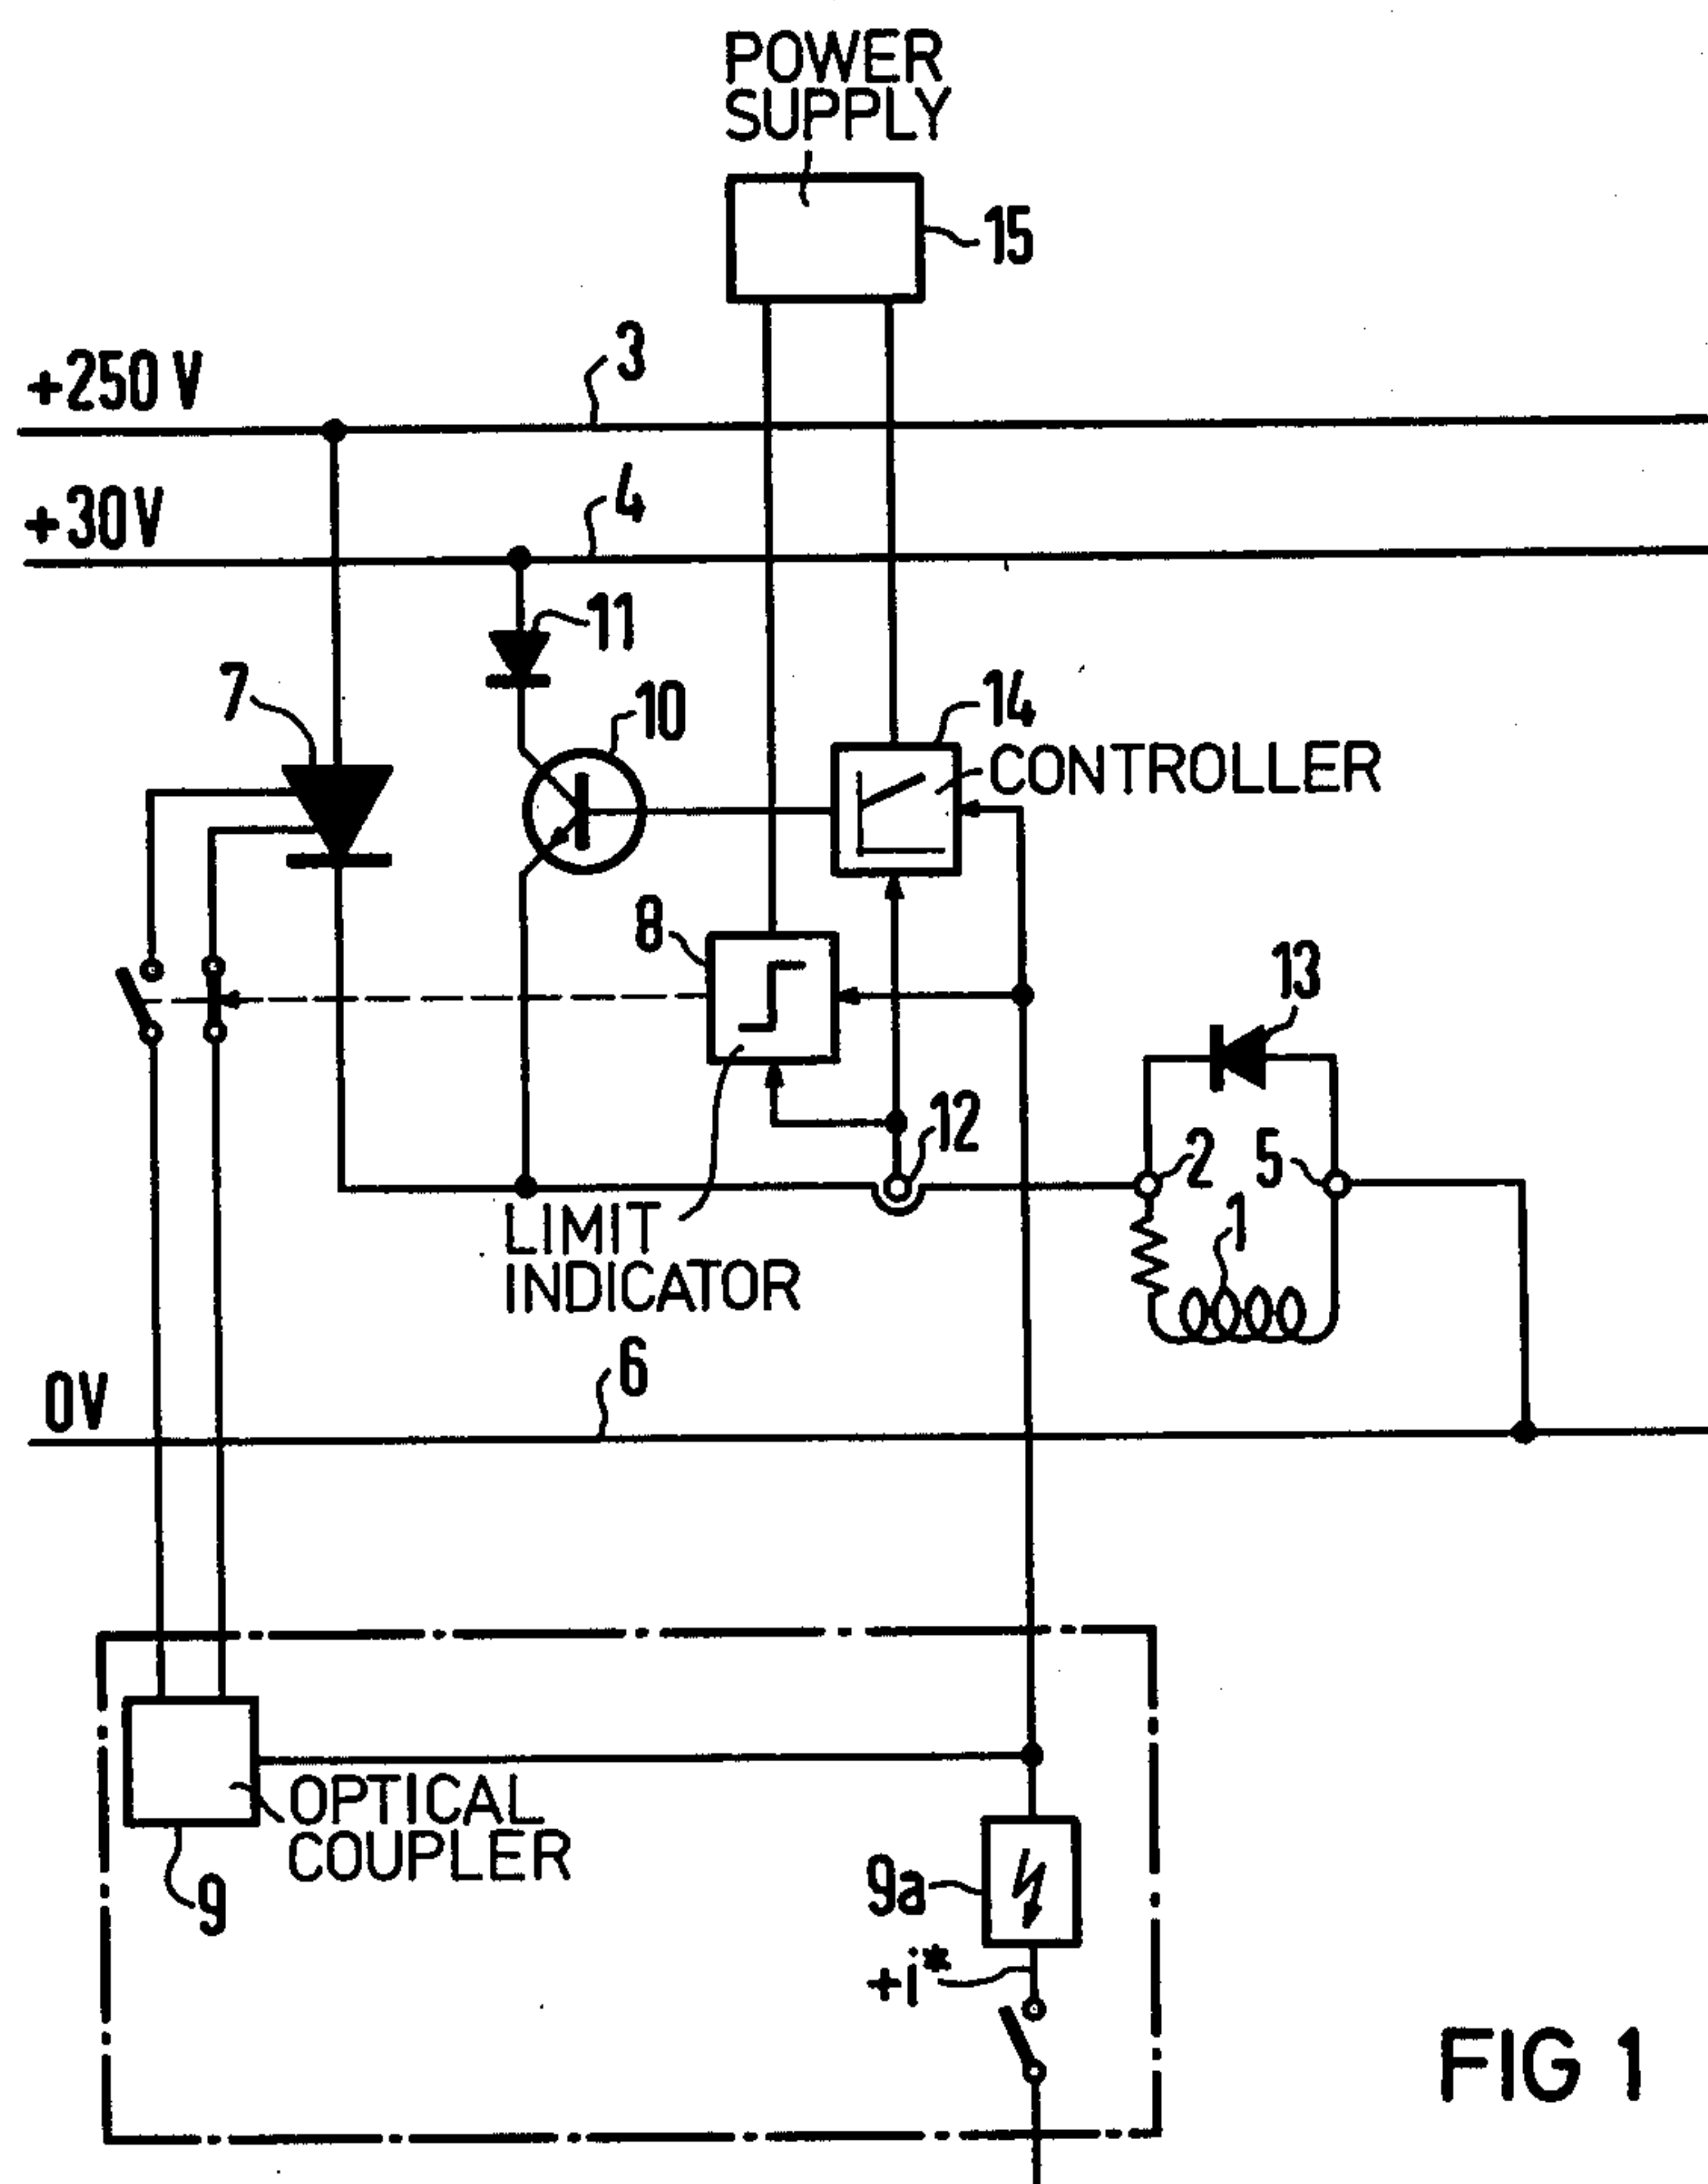 POWER
SUPPLY
15
+250 V
3
+30V
4
11
7
10
14
CONTROLLER
8
13
12
2
5
1
LIMIT
INDICATOR
6
0V
OPTICAL
COUPLER
9
9a
+i*
FIG 1